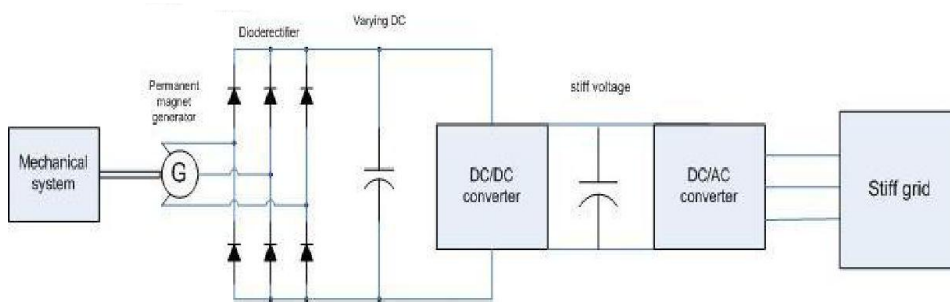 Varying DC
Dioderectifier
Permanent
magnet
generator
stiff voltage
Mechanical
system
G
DC/DC
converter
DC/AC
converter
Stiff grid